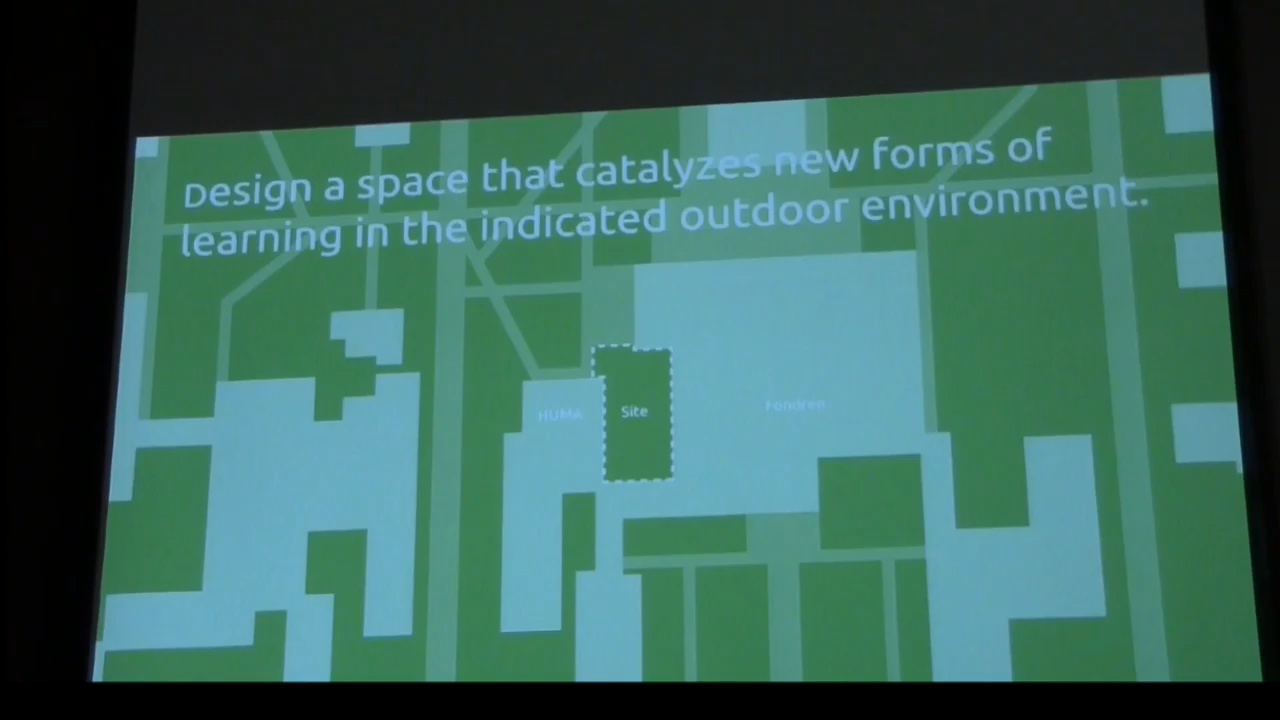 Design a space that catalyzes new forms of
learning in the indicated outdoor environment.
HUMA
Site
Fondren